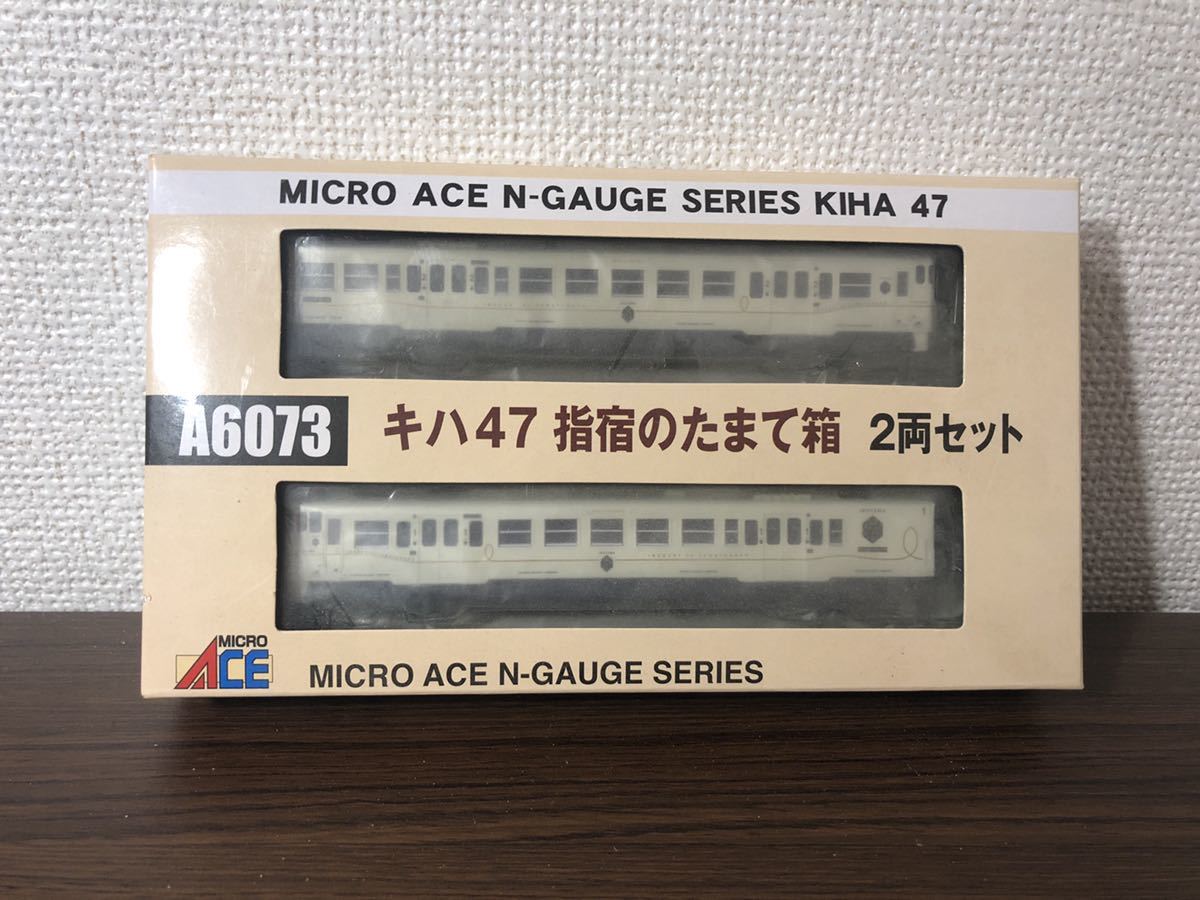 MICRO ACE N-GAUGE SERIES KIHA 47
A6073 キハ47 指宿のたまて箱 2両セット
MICRO ACE
MICRO ACE N-GAUGE SERIES